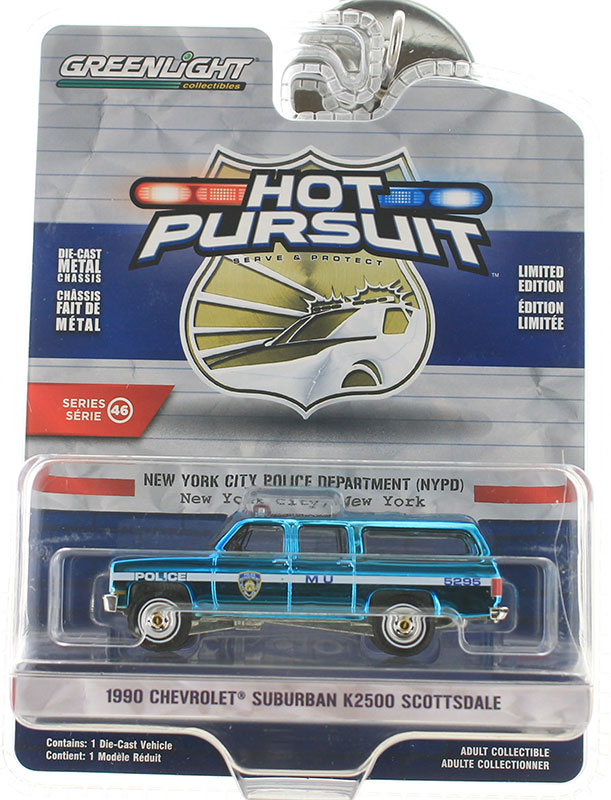 GREENLIGHT
collectibles
HOT
PURSUIT
™
SERVE & PROTECT
DIE-CAST
METAL
CHASSIS
CHÂSSIS
FAIT DE
MÉTAL
LIMITED
EDITION
ÉDITION
LIMITÉE
SERIES
SÉRIE
46
NEW YORK CITY POLICE DEPARTMENT (NYPD)
New York City, New York
POLICE
MU
5295
1990 CHEVROLET® SUBURBAN K2500 SCOTTSDALE
Contains: 1 Die-Cast Vehicle
Contient: 1 Modèle Réduit
ADULT COLLECTIBLE
ADULTE COLLECTIONNER